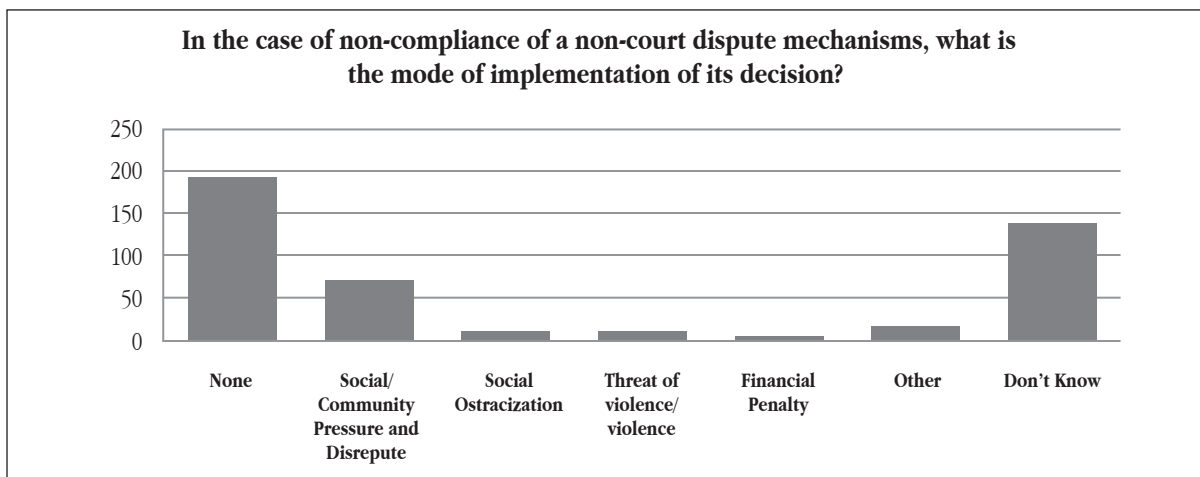 In the case of non-compliance of a non-court dispute mechanisms, what is
the mode of implementation of its decision?
250
200
150
100
50
0
None
Social/
Community
Pressure and
Disrepute
Social
Ostracization
Threat of
violence/
violence
Financial
Penalty
Other
Don't Know